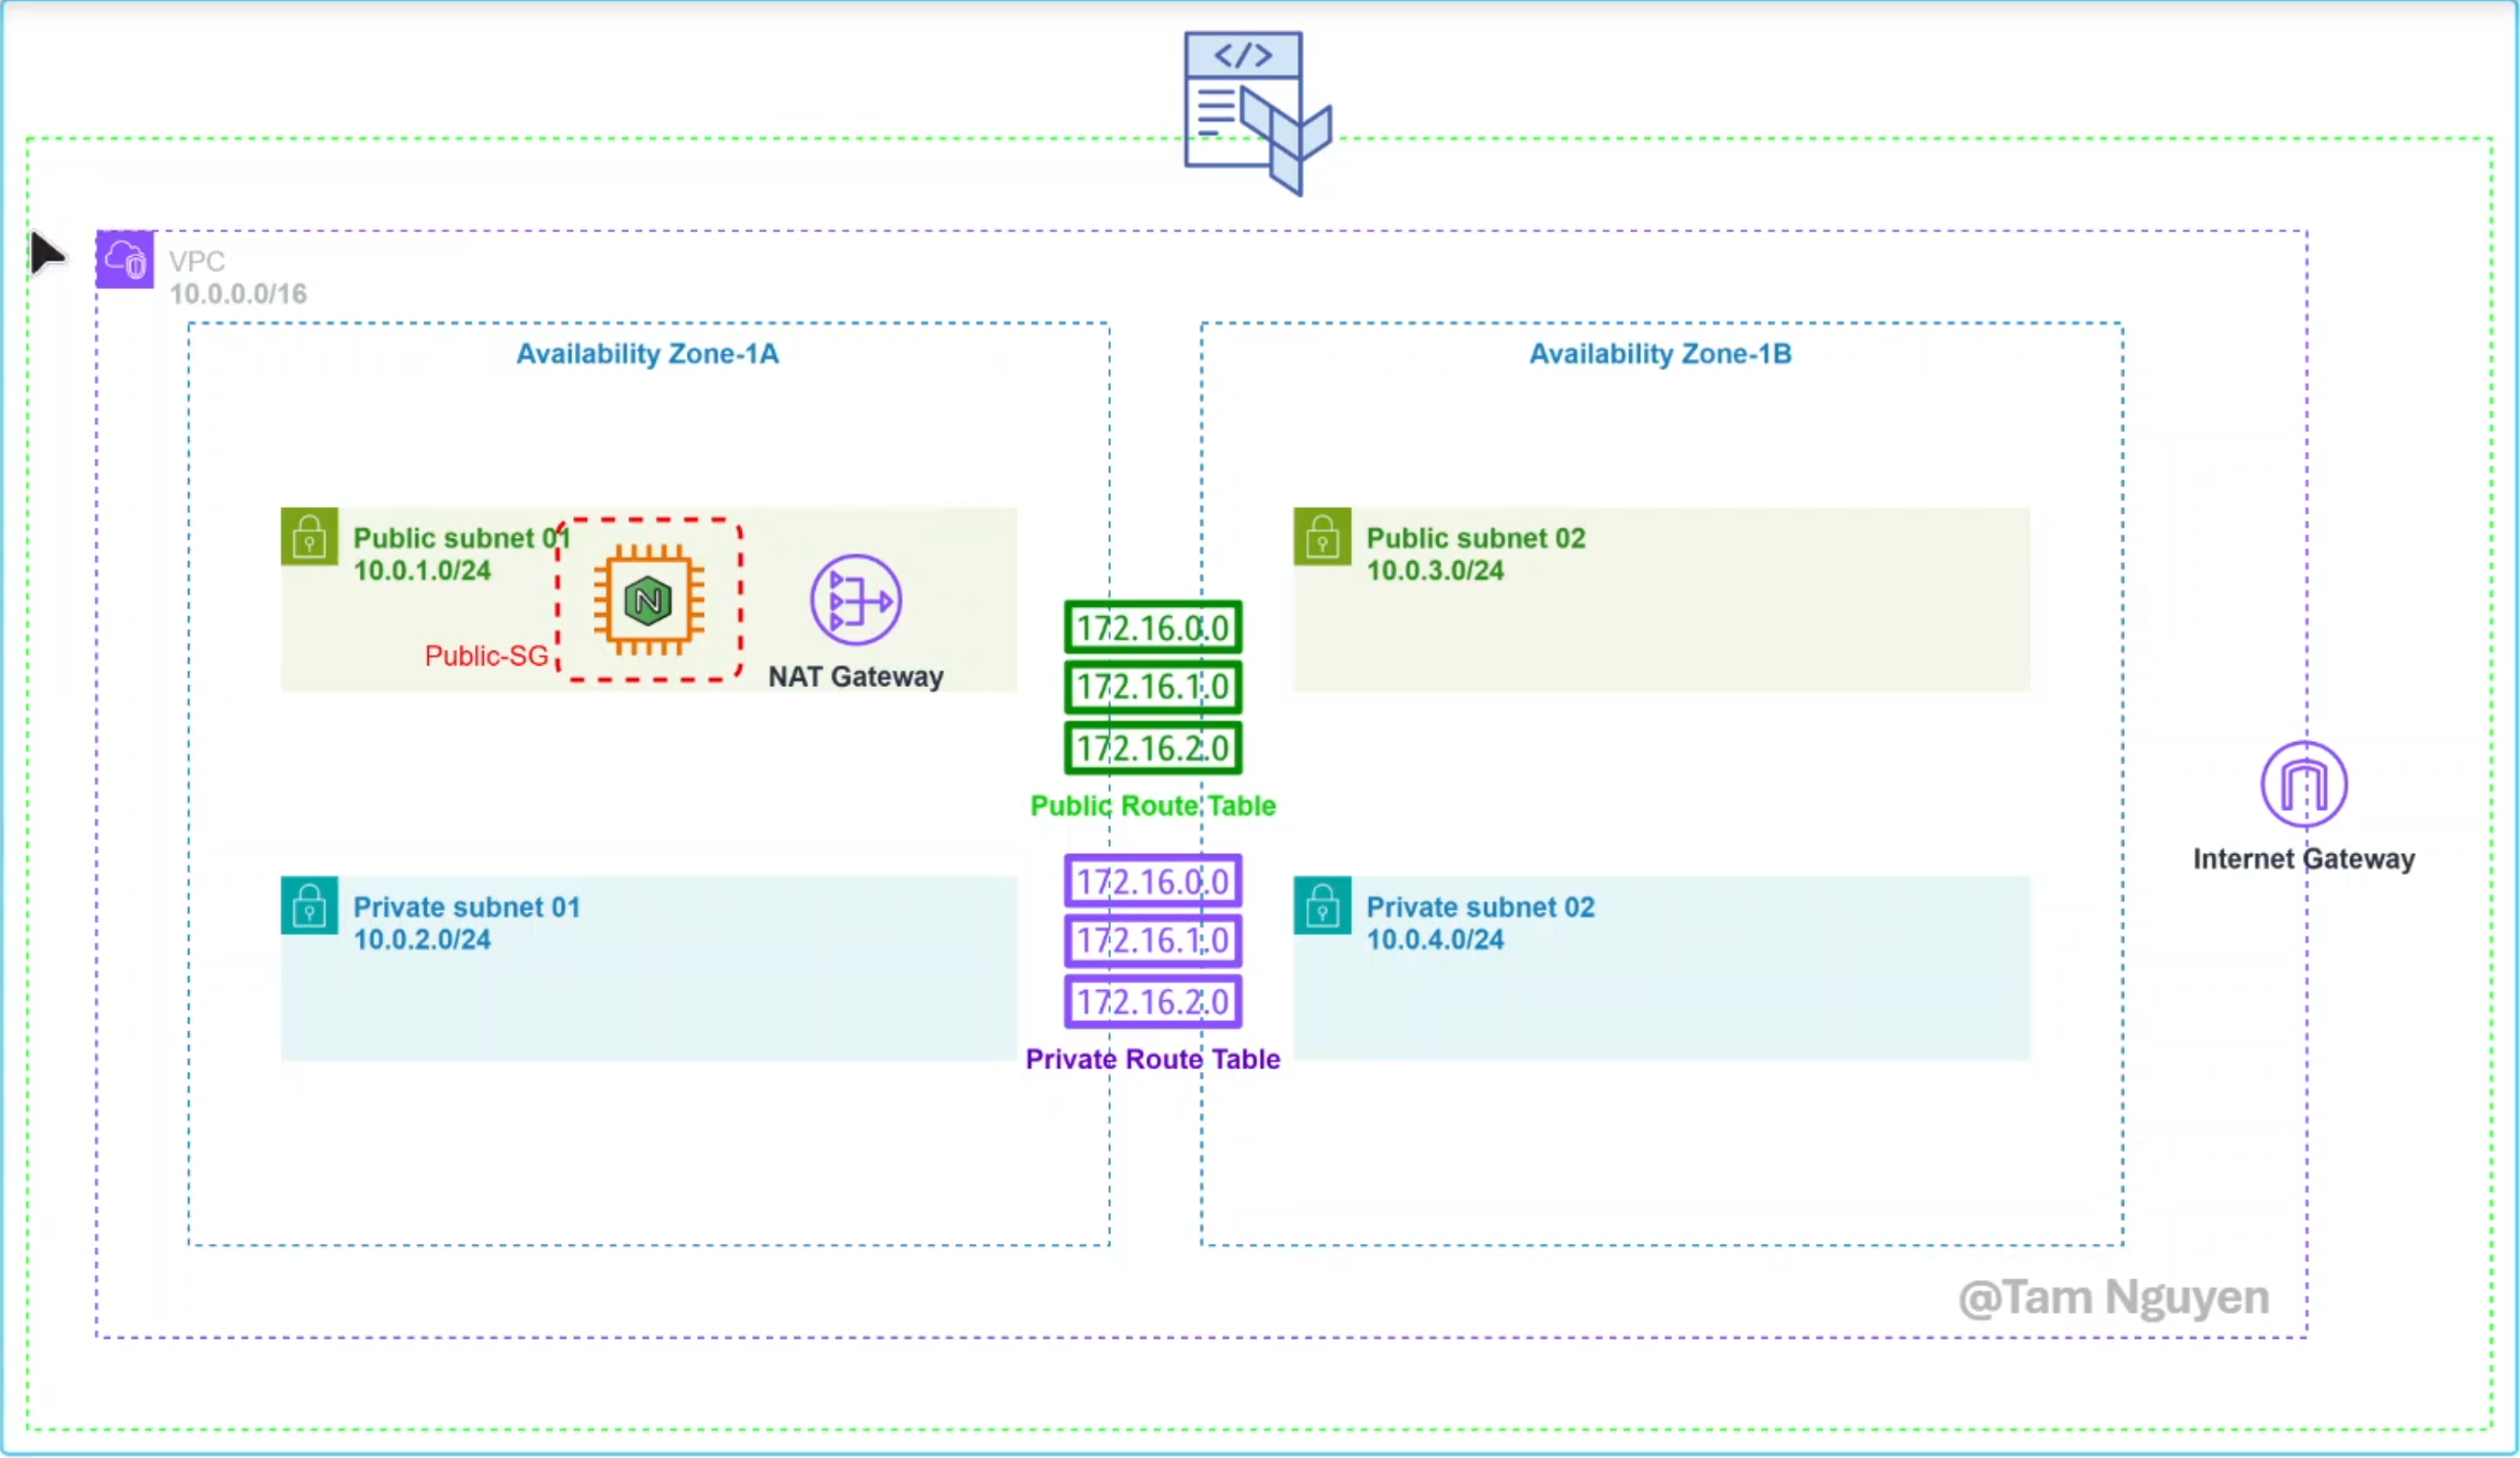 </>
VPC
10.0.0.0/16
Availability Zone-1A
Availability Zone-1B
Public subnet 01
10.0.1.0/24
Public-SG
N
NAT Gateway
Public subnet 02
10.0.3.0/24
172.16.0.0
172.16.1.0
172.16.2.0
Public Route Table
Internet Gateway
Private subnet 01
10.0.2.0/24
172.16.0.0
172.16.1.0
172.16.2.0
Private Route Table
Private subnet 02
10.0.4.0/24
@Tam Nguyen